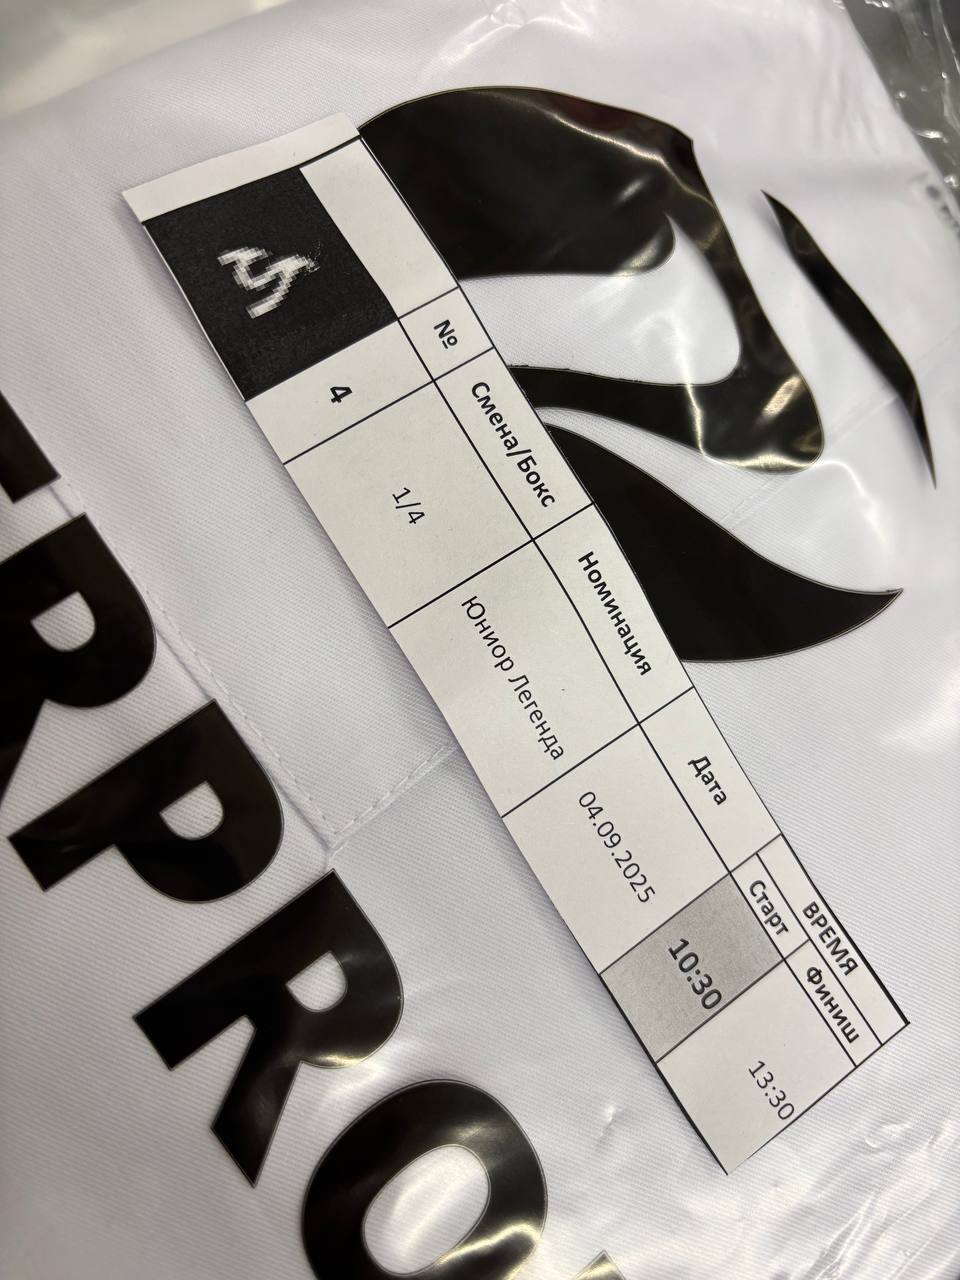 № Смена/Бокс Номинация Дата ВРЕМЯ
Старт Финиш
4 1/4 Юниор Легенда 04.09.2025 10:30 13:30
ERPRO